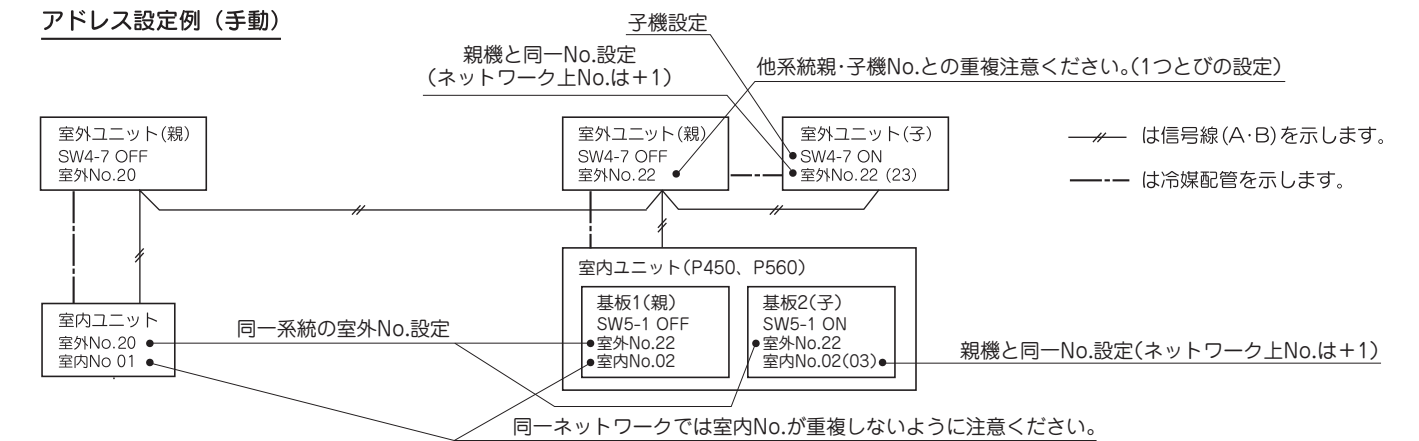 アドレス設定例（手動）
子機設定
親機と同一No.設定
（ネットワーク上No.は＋1）
他系統親・子機No.との重複注意ください。（1つとびの設定）
室外ユニット（親）
SW4-7 OFF
室外No.20
室外ユニット（親）
SW4-7 OFF
室外No.22
室外ユニット（子）
SW4-7 ON
室外No.22 (23)
は信号線（A・B）を示します。
は冷媒配管を示します。
室内ユニット（P450、P560）
室内ユニット
室外No.20
室内No 01
同一系統の室外No.設定
基板1（親）
SW5-1 OFF
室外No.22
室内No.02
基板2（子）
SW5-1 ON
室外No.22
室内No.02(03)
親機と同一No.設定（ネットワーク上No.は＋1）
同一ネットワークでは室内No.が重複しないように注意ください。